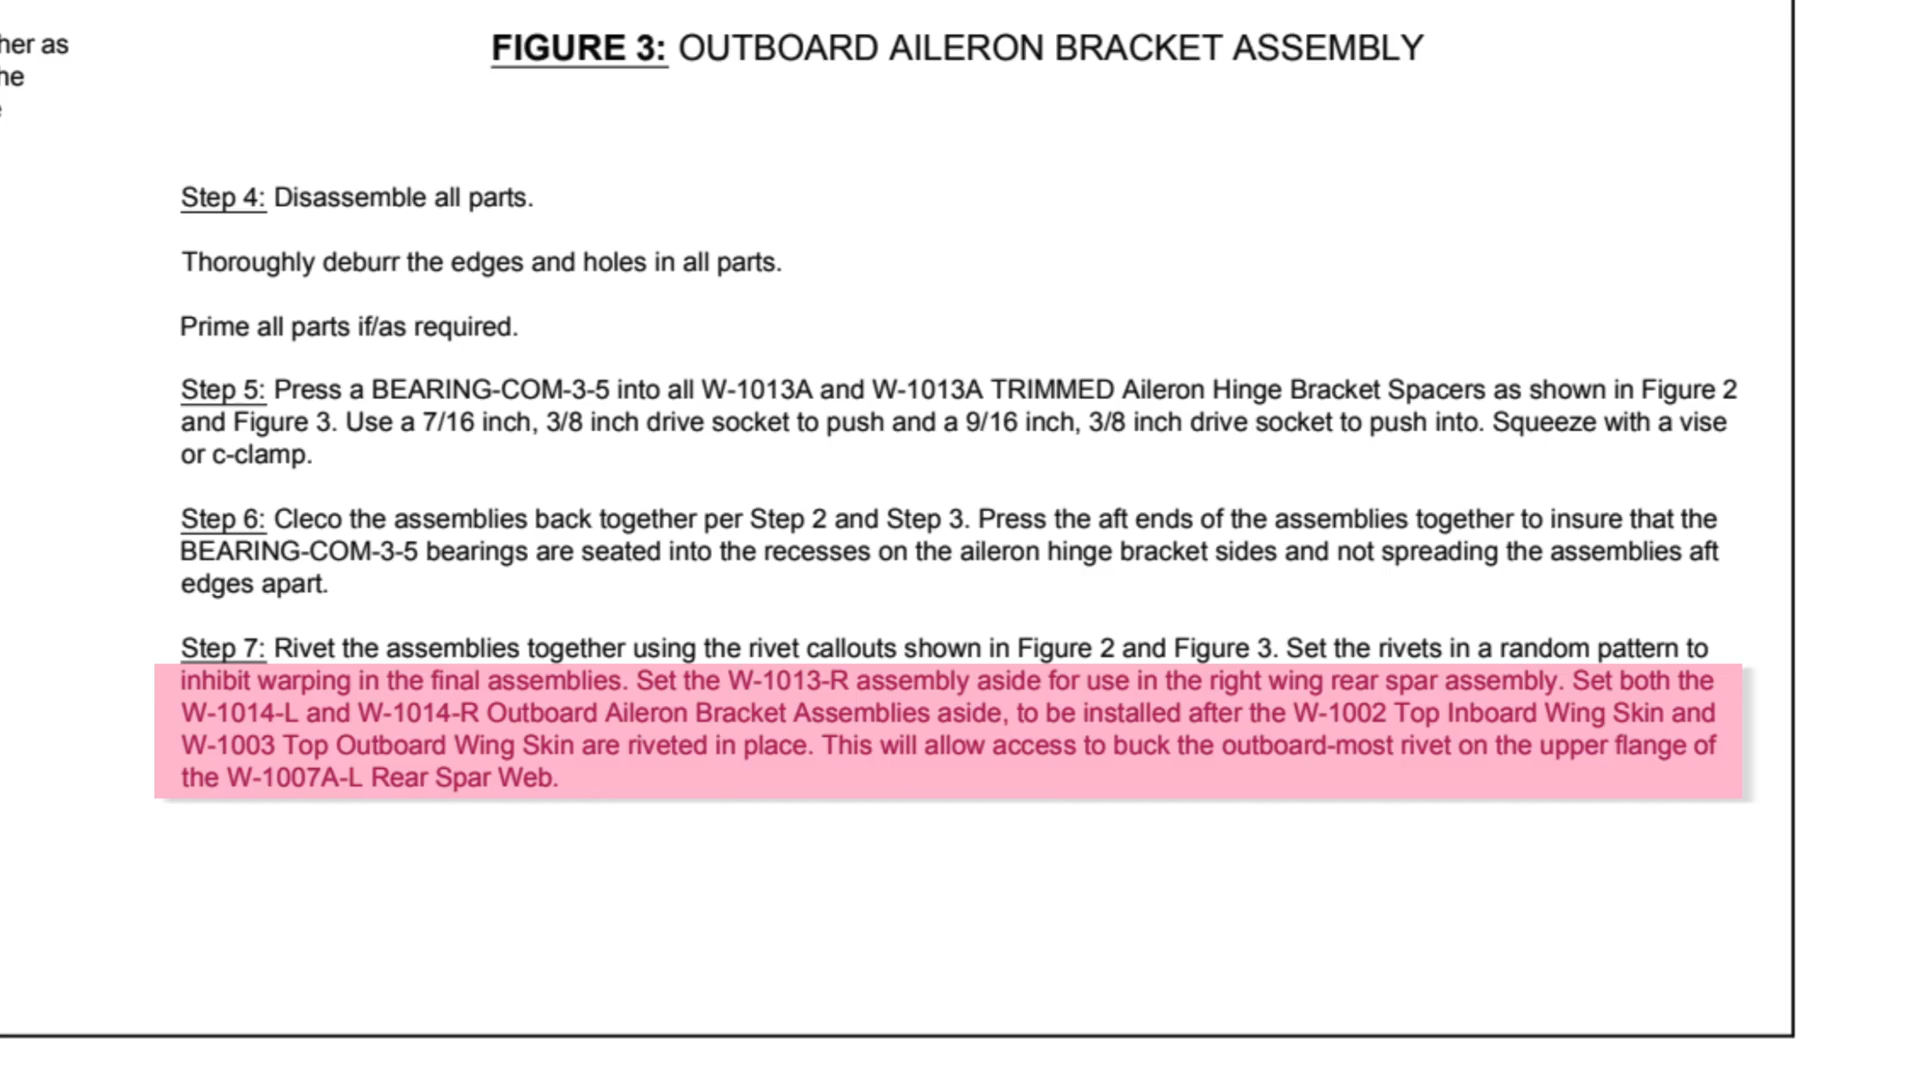 her as
he
FIGURE 3: OUTBOARD AILERON BRACKET ASSEMBLY
Step 4: Disassemble all parts.
Thoroughly deburr the edges and holes in all parts.
Prime all parts if/as required.
Step 5: Press a BEARING-COM-3-5 into all W-1013A and W-1013A TRIMMED Aileron Hinge Bracket Spacers as shown in Figure 2
and Figure 3. Use a 7/16 inch, 3/8 inch drive socket to push and a 9/16 inch, 3/8 inch drive socket to push into. Squeeze with a vise
or c-clamp.
Step 6: Cleco the assemblies back together per Step 2 and Step 3. Press the aft ends of the assemblies together to insure that the
BEARING-COM-3-5 bearings are seated into the recesses on the aileron hinge bracket sides and not spreading the assemblies aft
edges apart.
Step 7: Rivet the assemblies together using the rivet callouts shown in Figure 2 and Figure 3. Set the rivets in a random pattern to
inhibit warping in the final assemblies. Set the W-1013-R assembly aside for use in the right wing rear spar assembly. Set both the
W-1014-L and W-1014-R Outboard Aileron Bracket Assemblies aside, to be installed after the W-1002 Top Inboard Wing Skin and
W-1003 Top Outboard Wing Skin are riveted in place. This will allow access to buck the outboard-most rivet on the upper flange of
the W-1007A-L Rear Spar Web.